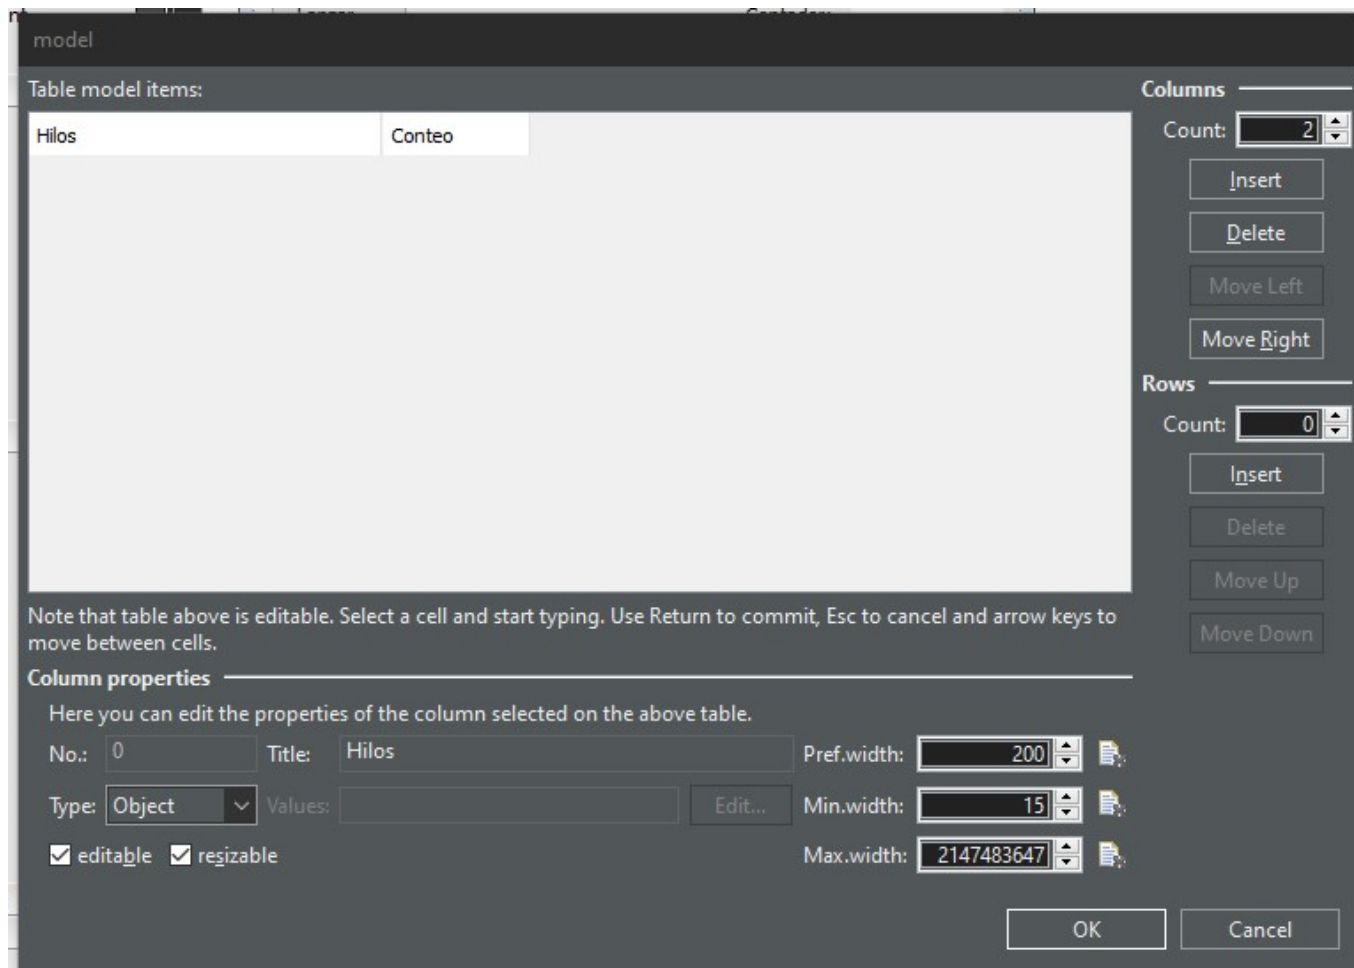 model
Table model items:
Columns
Hilos Conteo
Count: 2
Insert
Delete
Move Left
Move Right
Rows
Count: 0
Insert
Delete
Move Up
Move Down
Note that table above is editable. Select a cell and start typing. Use Return to commit, Esc to cancel and arrow keys to
move between cells.
Column properties
Here you can edit the properties of the column selected on the above table.
No.: 0 Title: Hilos Pref.width: 200
Type: Object Values: Edit... Min.width: 15
editable resizable Max.width: 2147483647
OK Cancel